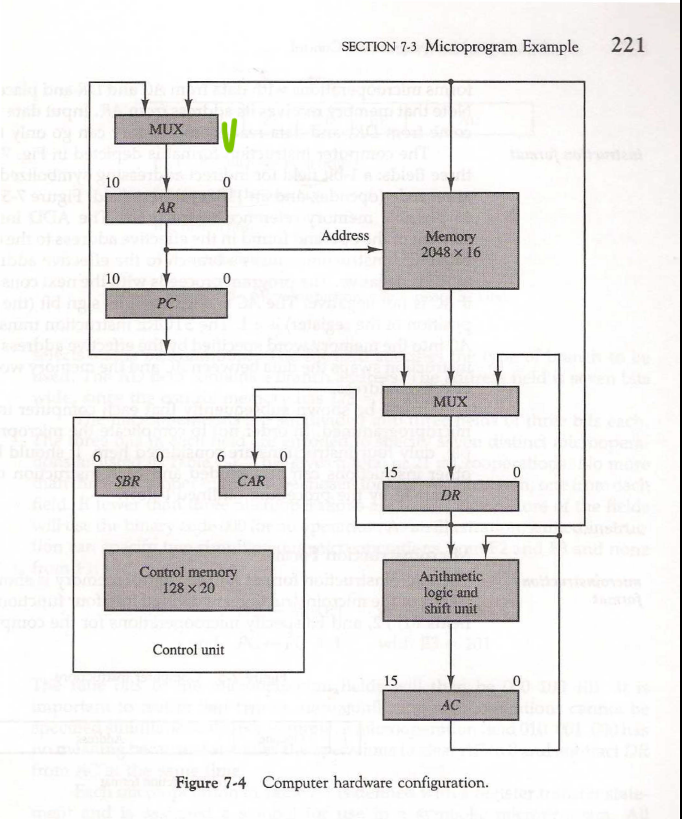 SECTION 7-3 Microprogram Example 221
MUX
10 0
AR
Address
Memory
2048 × 16
10 0
PC
MUX
6 0 6 0
SBR CAR
15 0
DR
Control memory
128 × 20
Arithmetic
logic and
shift unit
Control unit
15 0
AC
Figure 7-4 Computer hardware configuration.